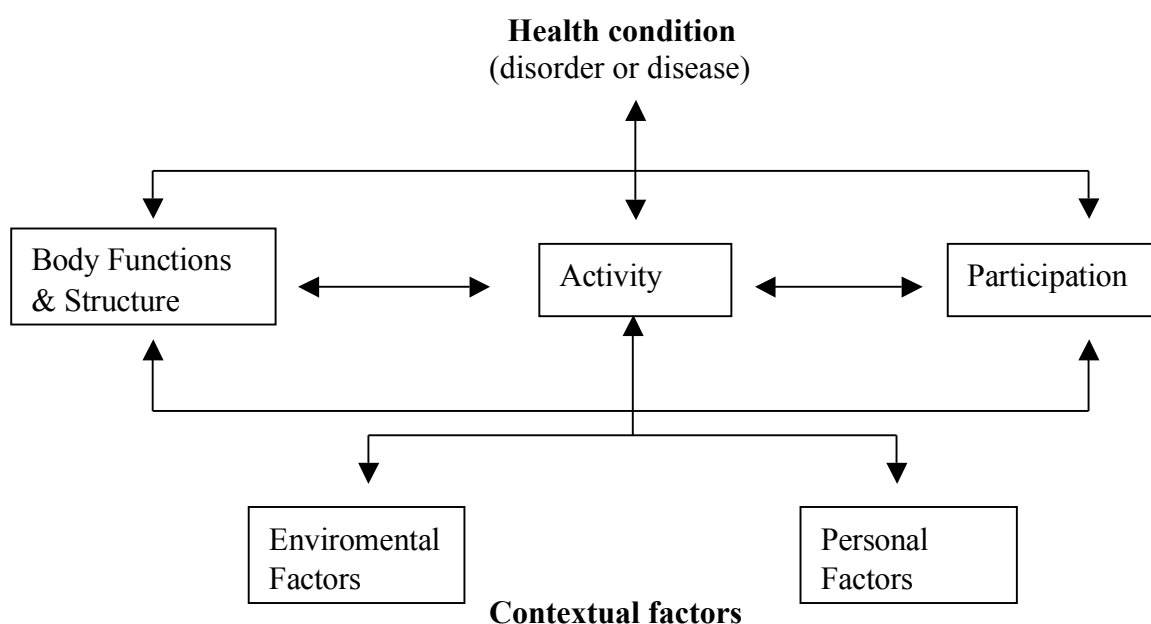 Health condition
(disorder or disease)
Body Functions
& Structure
Activity
Participation
Enviromental
Factors
Personal
Factors
Contextual factors